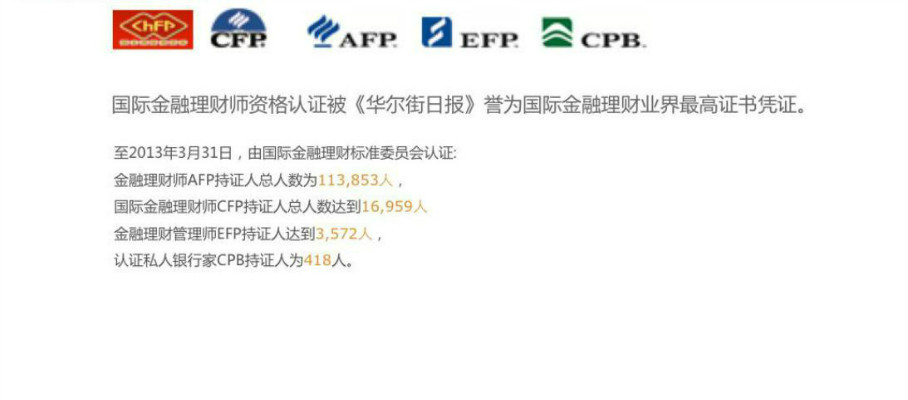 ChFP CFP. AFP. EFP. CPB.
国际金融理财师资格认证被《华尔街日报》誉为国际金融理财业界最高证书凭证。
至2013年3月31日，由国际金融理财标准委员会认证:
金融理财师AFP持证人总人数为113,853人，
国际金融理财师CFP持证人总人数达到16,959人
金融理财管理师EFP持证人达到3,572人，
认证私人银行家CPB持证人为418人。